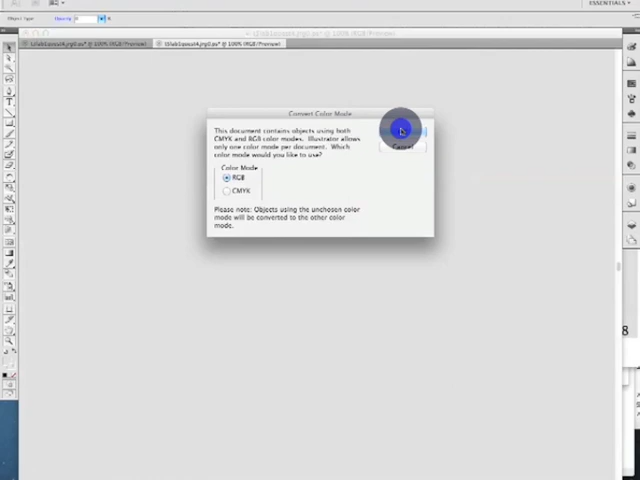 ESSENTIALS
Opacity
Convert Color Mode
This document contains objects using both
CMYK and RGB color modes. Illustrator allows
only one color mode per document. Which
color mode would you like to use?
Cancel
Color Mode
RGB
CMYK
Please note: Objects using the unchosen color
mode will be converted to the other color
mode.
8